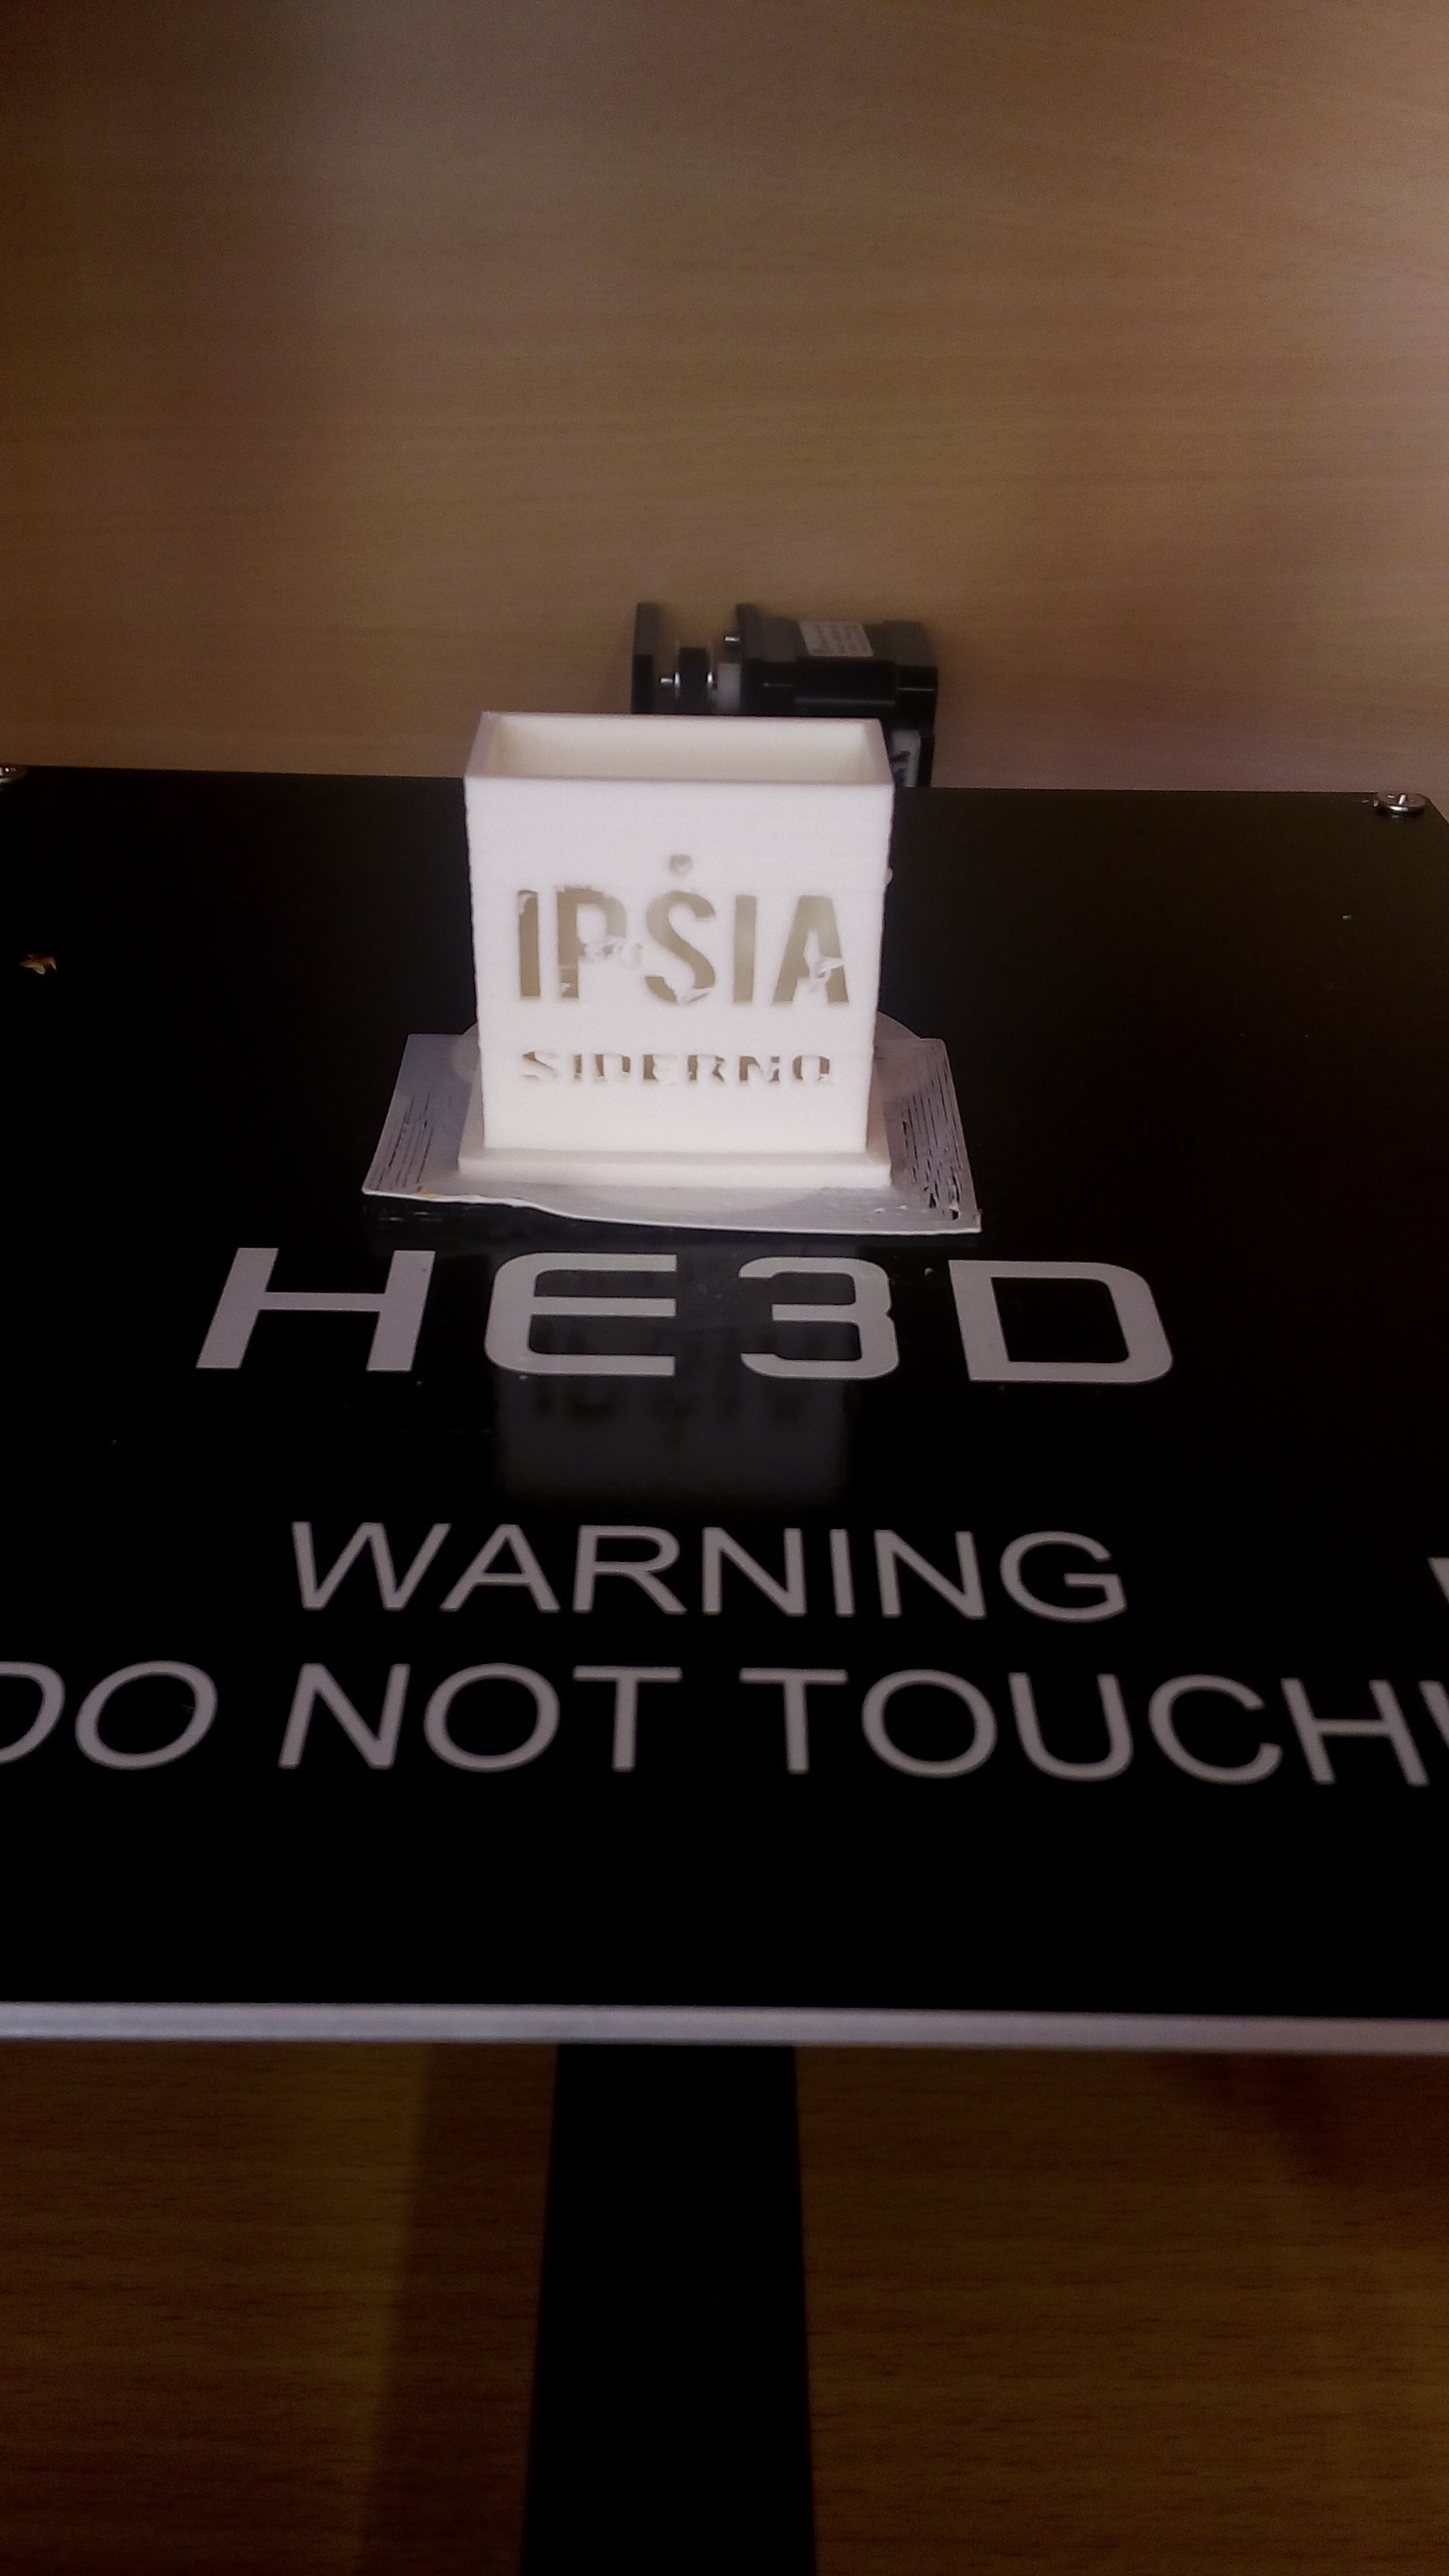 IPSIA
SIDERNO
HE3D
WARNING
DO NOT TOUCH